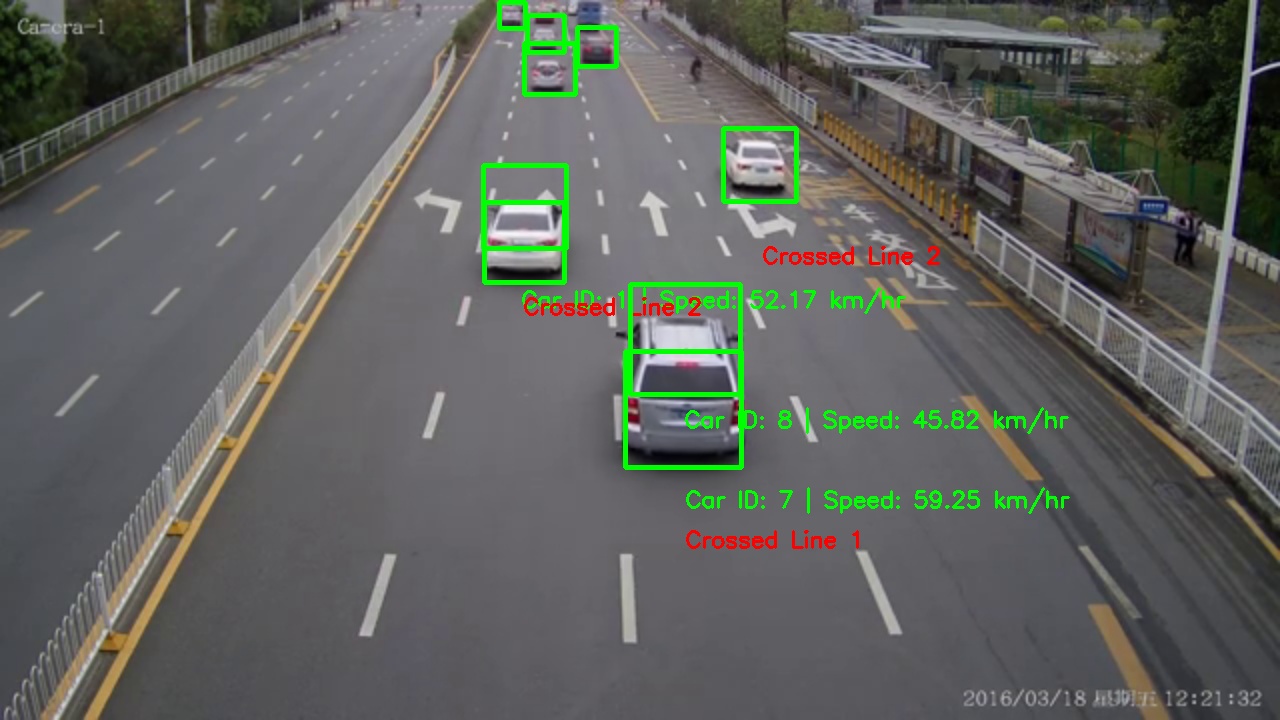 Camera-1
Crossed Line 2
Car ID: 1 | Speed: 52.17 km/hr
Crossed Line 2
Car ID: 8 | Speed: 45.82 km/hr
Car ID: 7 | Speed: 59.25 km/hr
Crossed Line 1
2016/03/18 星期五 12:21:32